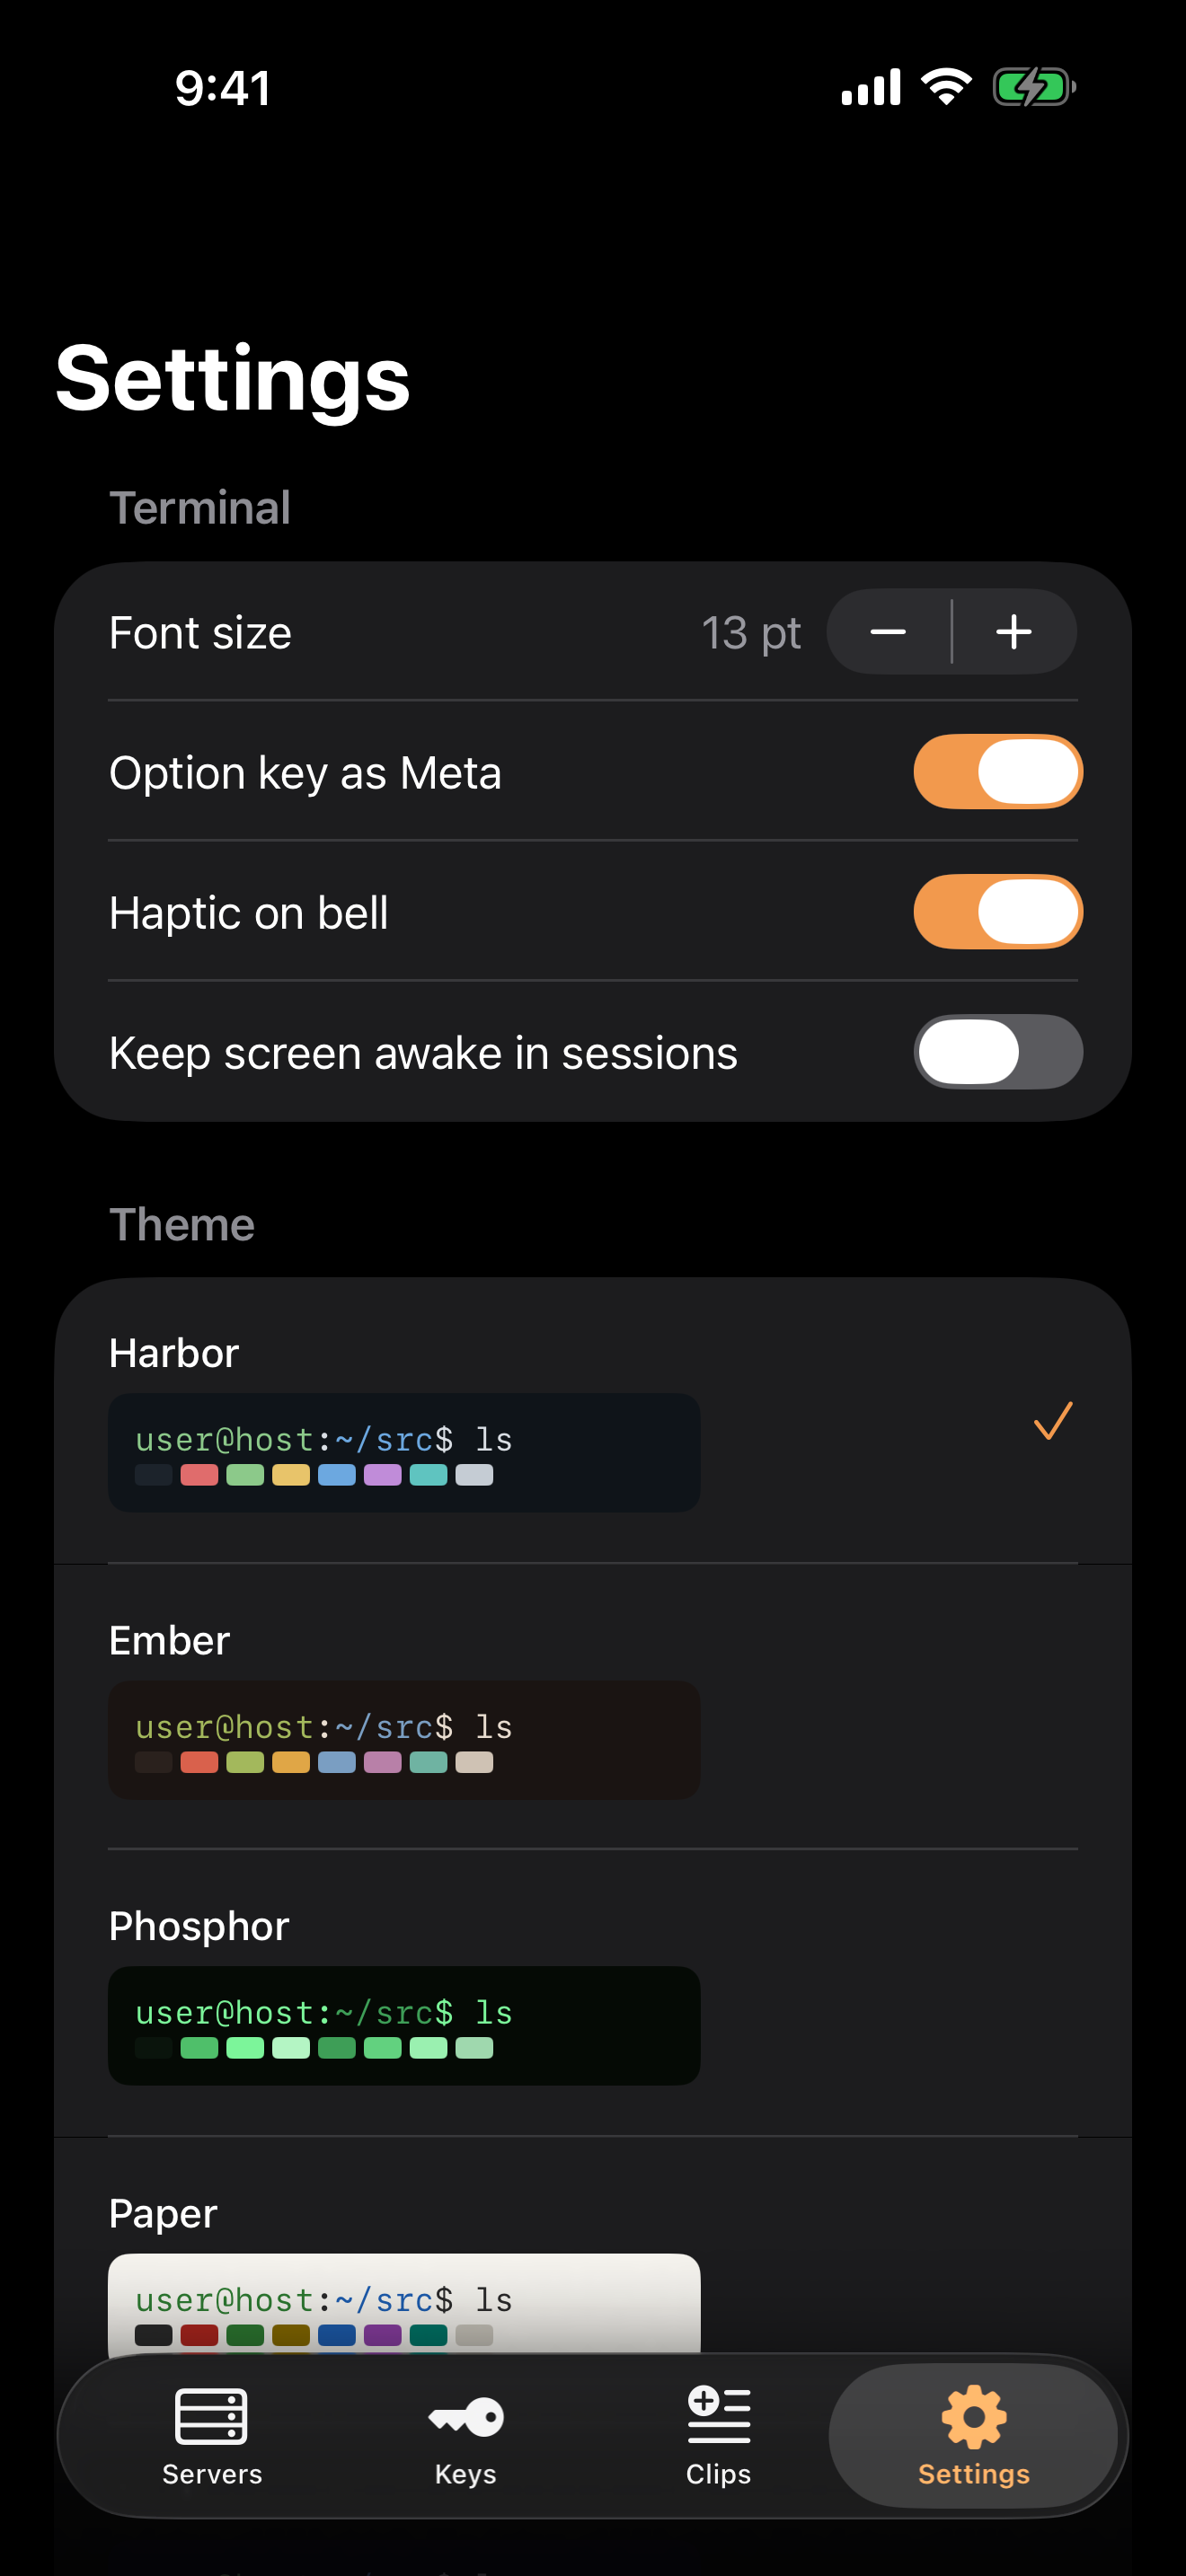 9:41
Settings
Terminal
Font size 13 pt
Option key as Meta
Haptic on bell
Keep screen awake in sessions
Theme
Harbor
user@host:~/src$ ls
Ember
user@host:~/src$ ls
Phosphor
user@host:~/src$ ls
Paper
user@host:~/src$ ls
Servers Keys Clips Settings